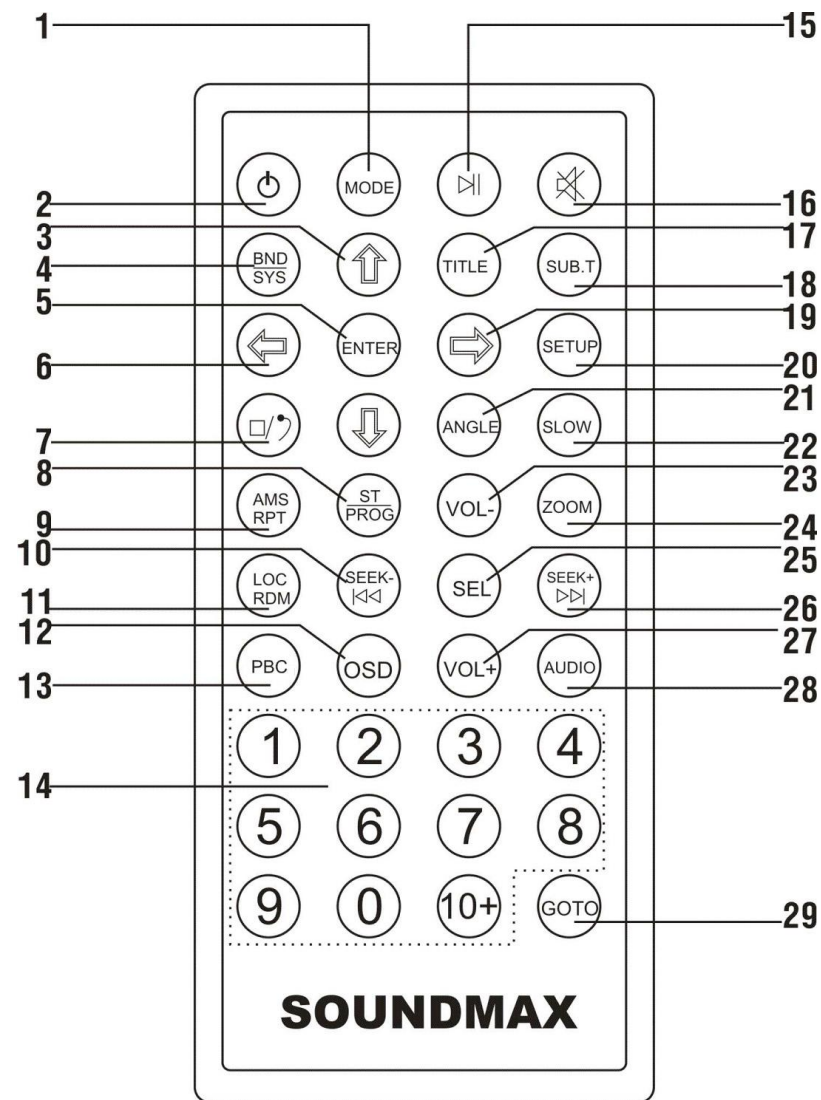 1
15
MODE
2
16
3
17
BND
SYS
TITLE
SUB.T
4
18
5
19
ENTER
SETUP
6
20
21
ANGLE
SLOW
7
22
8
23
AMS
RPT
ST
PROG
VOL-
ZOOM
9
24
10
25
LOC
RDM
SEEK-
SEL
SEEK+
11
26
12
27
PBC
OSD
VOL+
AUDIO
13
28
1 2 3 4
14
5 6 7 8
9 0 10+ GOTO
29
SOUNDMAX